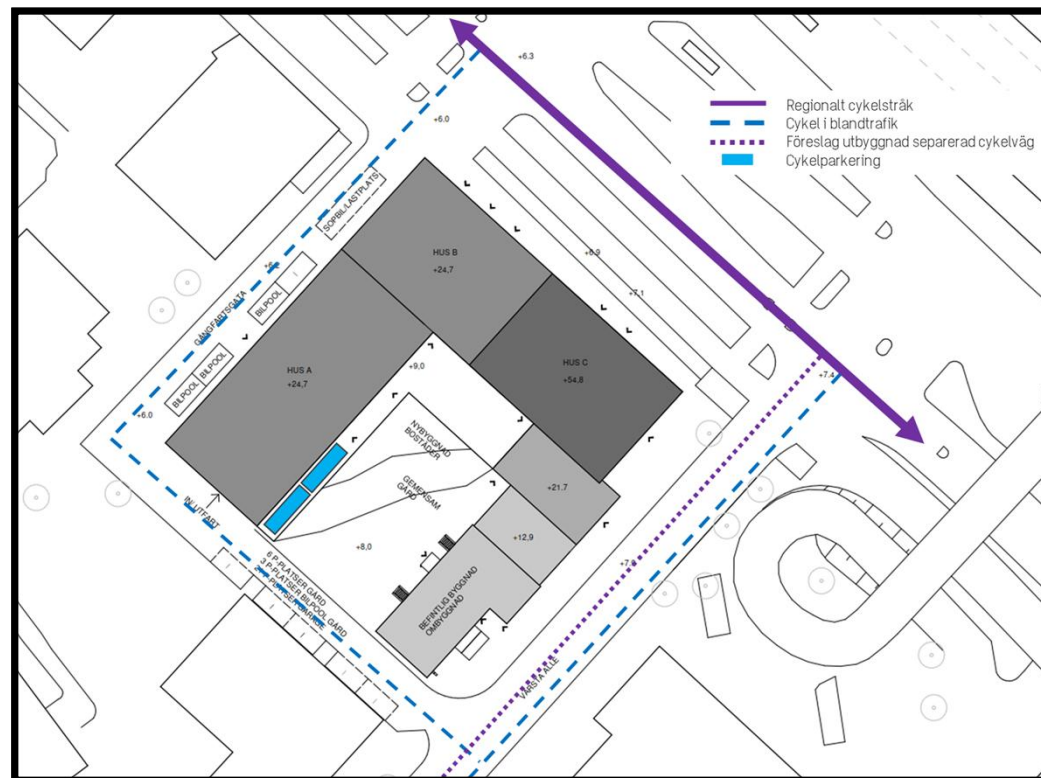 Regionalt cykelstråk
Cykel i blandtrafik
Föreslag utbyggnad separerad cykelväg
Cykelparkering
+6.3
+6.0
SOPBIL/LASTPLATS
HUS B
+24,7
+6,9
+7,1
BILPOOL
GÅNGFARTSGATA
BILPOOL
BILPOOL
HUS A
+24,7
+9,0
HUS C
+54,8
+7.4
+6.0
NYBYGGNAD
BOSTÄDER
GEMENSAM
GÅRD
+21.7
+12,9
IN-/UTFART
+8,0
6 P-PLATSER GÅRD
3 P-PLATSER BILPOOL GÅRD
P-PLATSER GARAGE
BEFINTLIG BYGGNAD
OMBYGGNAD
VÅRSTA ALLÉ